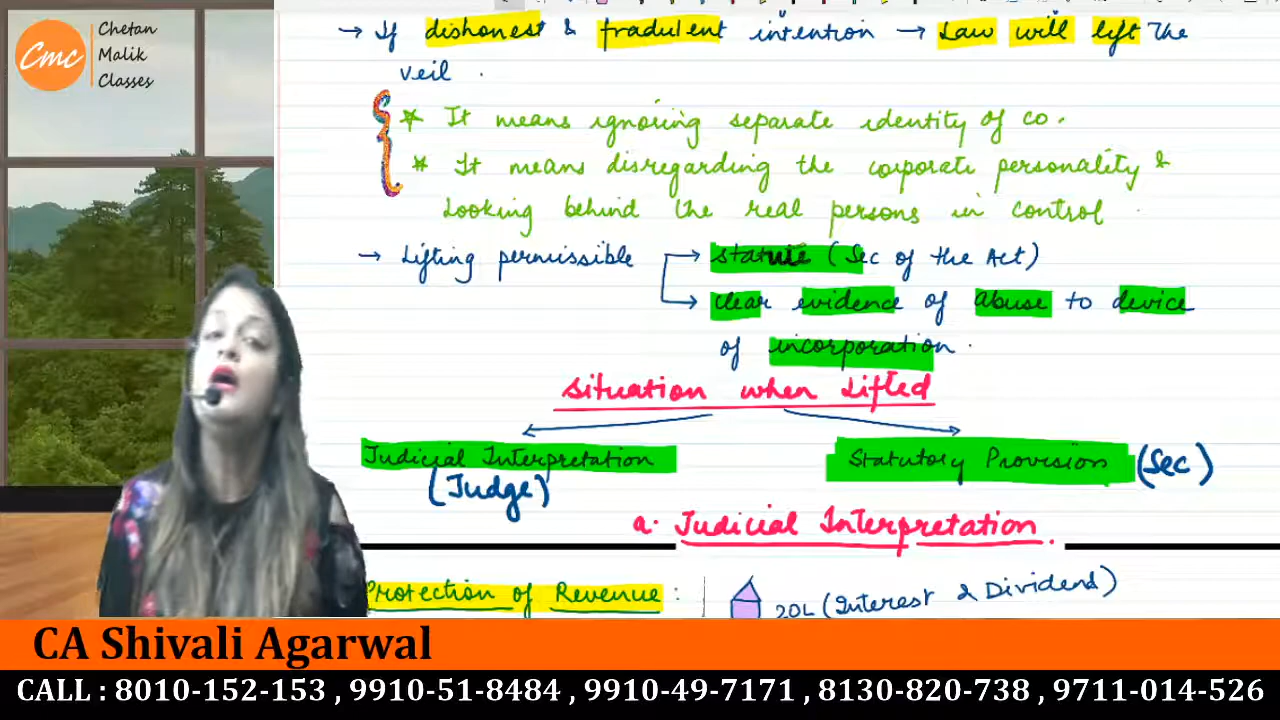 Cmc
Chetan
Malik
Classes
→ If dishonest & fradulent intention → Law will lift the
veil .
* It means ignoring separate identity of co.
* It means disregarding the corporate personality &
Looking behind the real persons in control .
→ Lifting permissible → statute (Sec of the Act)
→ clear evidence of abuse to device
of incorporation .
Situation when Lifted
Judicial Interpretation
(Judge)
Statutory Provision (Sec)
a. Judicial Interpretation.
Protection of Revenue :
20L (Interest & Dividend)
CA Shivali Agarwal
CALL : 8010-152-153 , 9910-51-8484 , 9910-49-7171 , 8130-820-738 , 9711-014-526